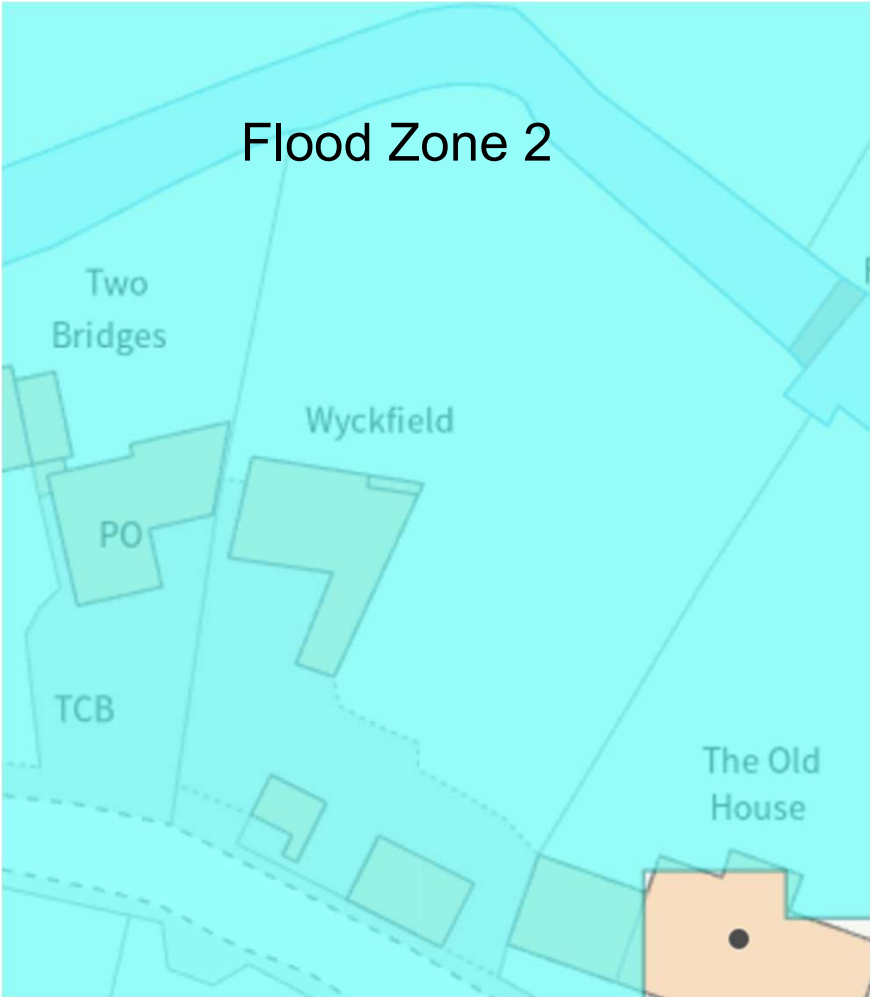 Flood Zone 2
Two
Bridges
Wyckfield
PO
TCB
The Old
House